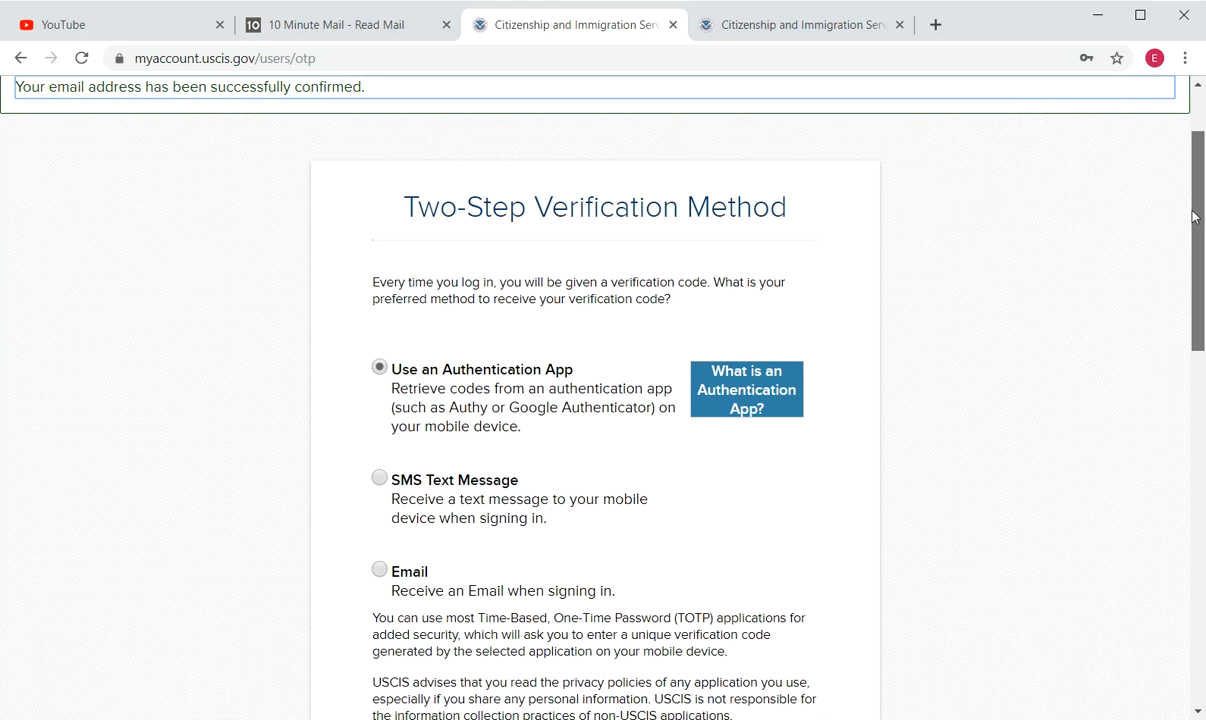 YouTube
10 10 Minute Mail - Read Mail
Citizenship and Immigration Serv
Citizenship and Immigration Serv
myaccount.uscis.gov/users/otp
E
Your email address has been successfully confirmed.
Two-Step Verification Method
Every time you log in, you will be given a verification code. What is your
preferred method to receive your verification code?
Use an Authentication App
Retrieve codes from an authentication app
(such as Authy or Google Authenticator) on
your mobile device.
What is an
Authentication
App?
SMS Text Message
Receive a text message to your mobile
device when signing in.
Email
Receive an Email when signing in.
You can use most Time-Based, One-Time Password (TOTP) applications for
added security, which will ask you to enter a unique verification code
generated by the selected application on your mobile device.
USCIS advises that you read the privacy policies of any application you use,
especially if you share any personal information. USCIS is not responsible for
the information collection practices of non-USCIS applications.